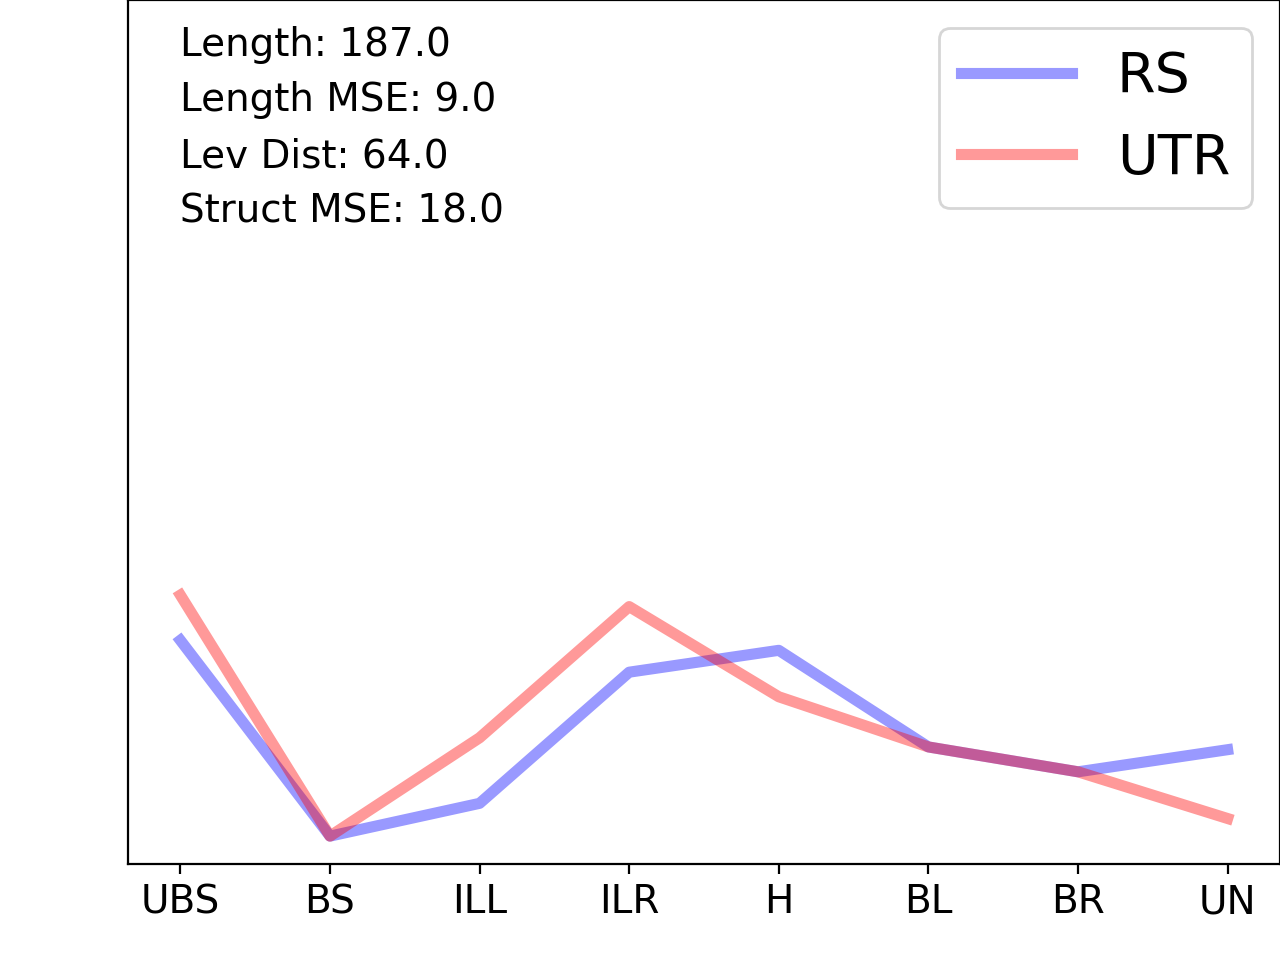 Length: 187.0
Length MSE: 9.0
Lev Dist: 64.0
Struct MSE: 18.0
RS
UTR
UBS BS ILL ILR H BL BR UN